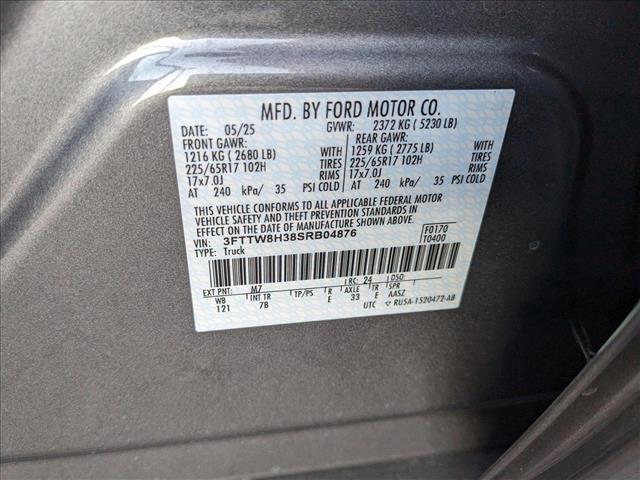 MFD. BY FORD MOTOR CO.
DATE: 05/25 GVWR: 2372 KG ( 5230 LB)
FRONT GAWR: REAR GAWR:
1216 KG ( 2680 LB) WITH 1259 KG ( 2775 LB) WITH
225/65R17 102H TIRES 225/65R17 102H TIRES
17x7.0J RIMS 17x7.0J RIMS
AT 240 kPa/ 35 PSI COLD AT 240 kPa/ 35 PSI COLD
THIS VEHICLE CONFORMS TO ALL APPLICABLE FEDERAL MOTOR
VEHICLE SAFETY AND THEFT PREVENTION STANDARDS IN
EFFECT ON THE DATE OF MANUFACTURE SHOWN ABOVE.
VIN: 3FTTW8H38SRB04876 F0170
TYPE: Truck T0400
EXT PNT: M7 RC: 24 DSO:
WB INT TR TP/PS R AXLE TR SPR
121 7B E 33 E AASZ
UTC ▽ RU5A-1520472-AB